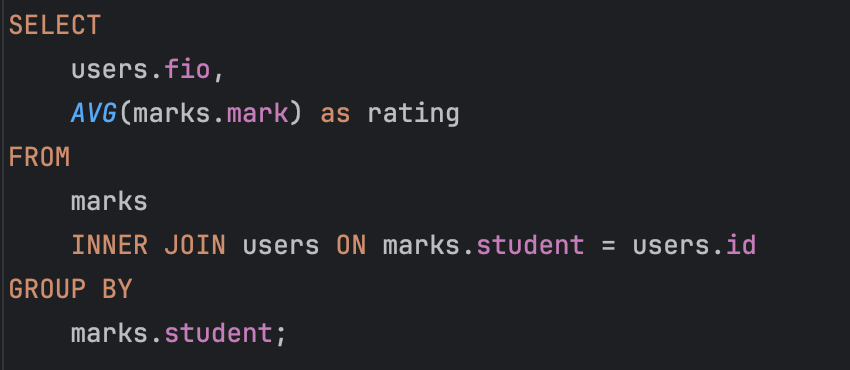 SELECT
    users.fio,
    AVG(marks.mark) as rating
FROM
    marks
    INNER JOIN users ON marks.student = users.id
GROUP BY
    marks.student;